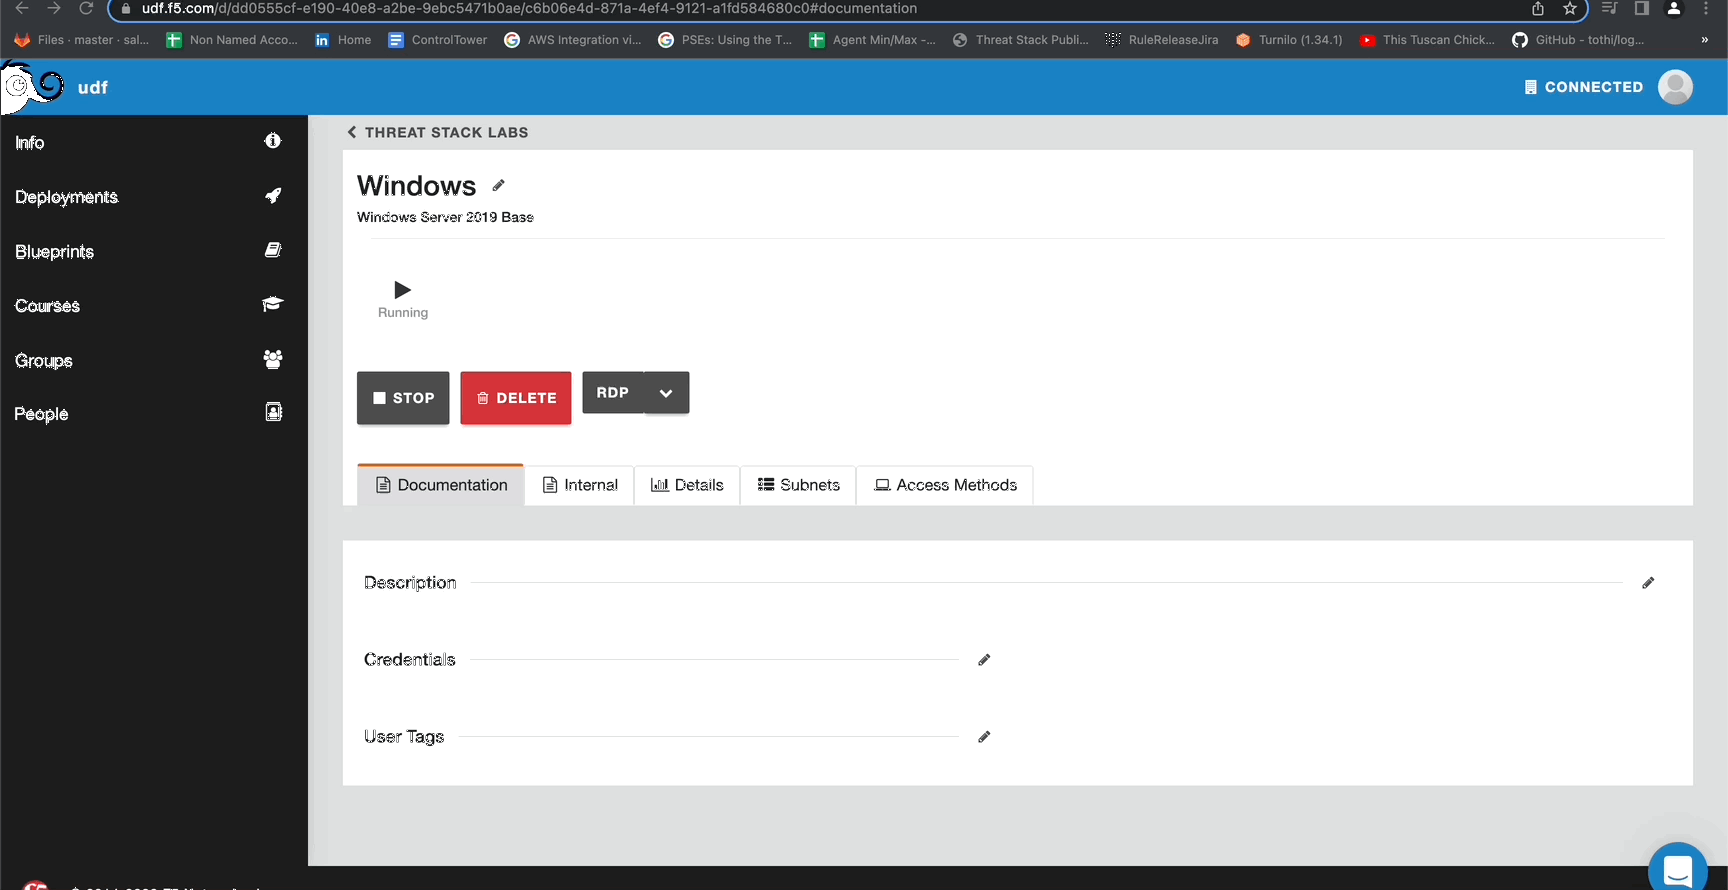 udf.f5.com/d/dd0555cf-e190-40e8-a2be-9ebc5471b0ae/c6b06e4d-871a-4ef4-9121-a1fd584680c0#documentation
Files · master · sal...
Non Named Acco...
Home
ControlTower
AWS Integration vi...
PSEs: Using the T...
Agent Min/Max -...
Threat Stack Publi...
RuleReleaseJira
Turnilo (1.34.1)
This Tuscan Chick...
GitHub - tothi/log...
»
udf
CONNECTED
Info
Deployments
Blueprints
Courses
Groups
People
THREAT STACK LABS
Windows
Windows Server 2019 Base
Running
STOP
DELETE
RDP
Documentation
Internal
Details
Subnets
Access Methods
Description
Credentials
User Tags